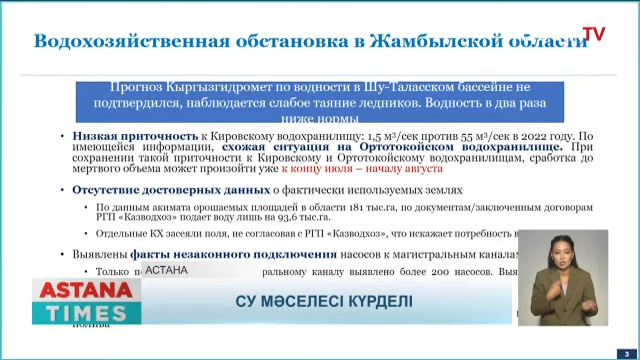 Водохозяйственная обстановка в Жамбылской области
TV
Прогноз Кыргызгидромет по водности в Шу-Таласском бассейне не
подтвердился, наблюдается слабое таяние ледников. Водность в два раза
ниже нормы
Низкая приточность к Кировскому водохранилищу: 1,5 м³/сек против 55 м³/сек в 2022 году. По
имеющейся информации, схожая ситуация на Ортотокойском водохранилище. При
сохранении такой приточности к Кировскому и Ортотокойскому водохранилищам, сработка до
мертвого объема может произойти уже к концу июля – началу августа
Отсутствие достоверных данных о фактически используемых землях
По данным акимата орошаемых площадей в области 181 тыс.га, по документам/заключенным договорам
РГП «Казводхоз» подает воду лишь на 93,6 тыс.га.
Отдельные КХ засеяли поля, не согласовав с РГП «Казводхоз», что искажает потребность в
Выявлены факты незаконного подключения насосов к магистральным каналам
Только по
ральному каналу выявлено более 200 насосов. Выя
АСТАНА
СУ МӘСЕЛЕСІ КҮРДЕЛІ
ASTANA
TIMES
полива
3